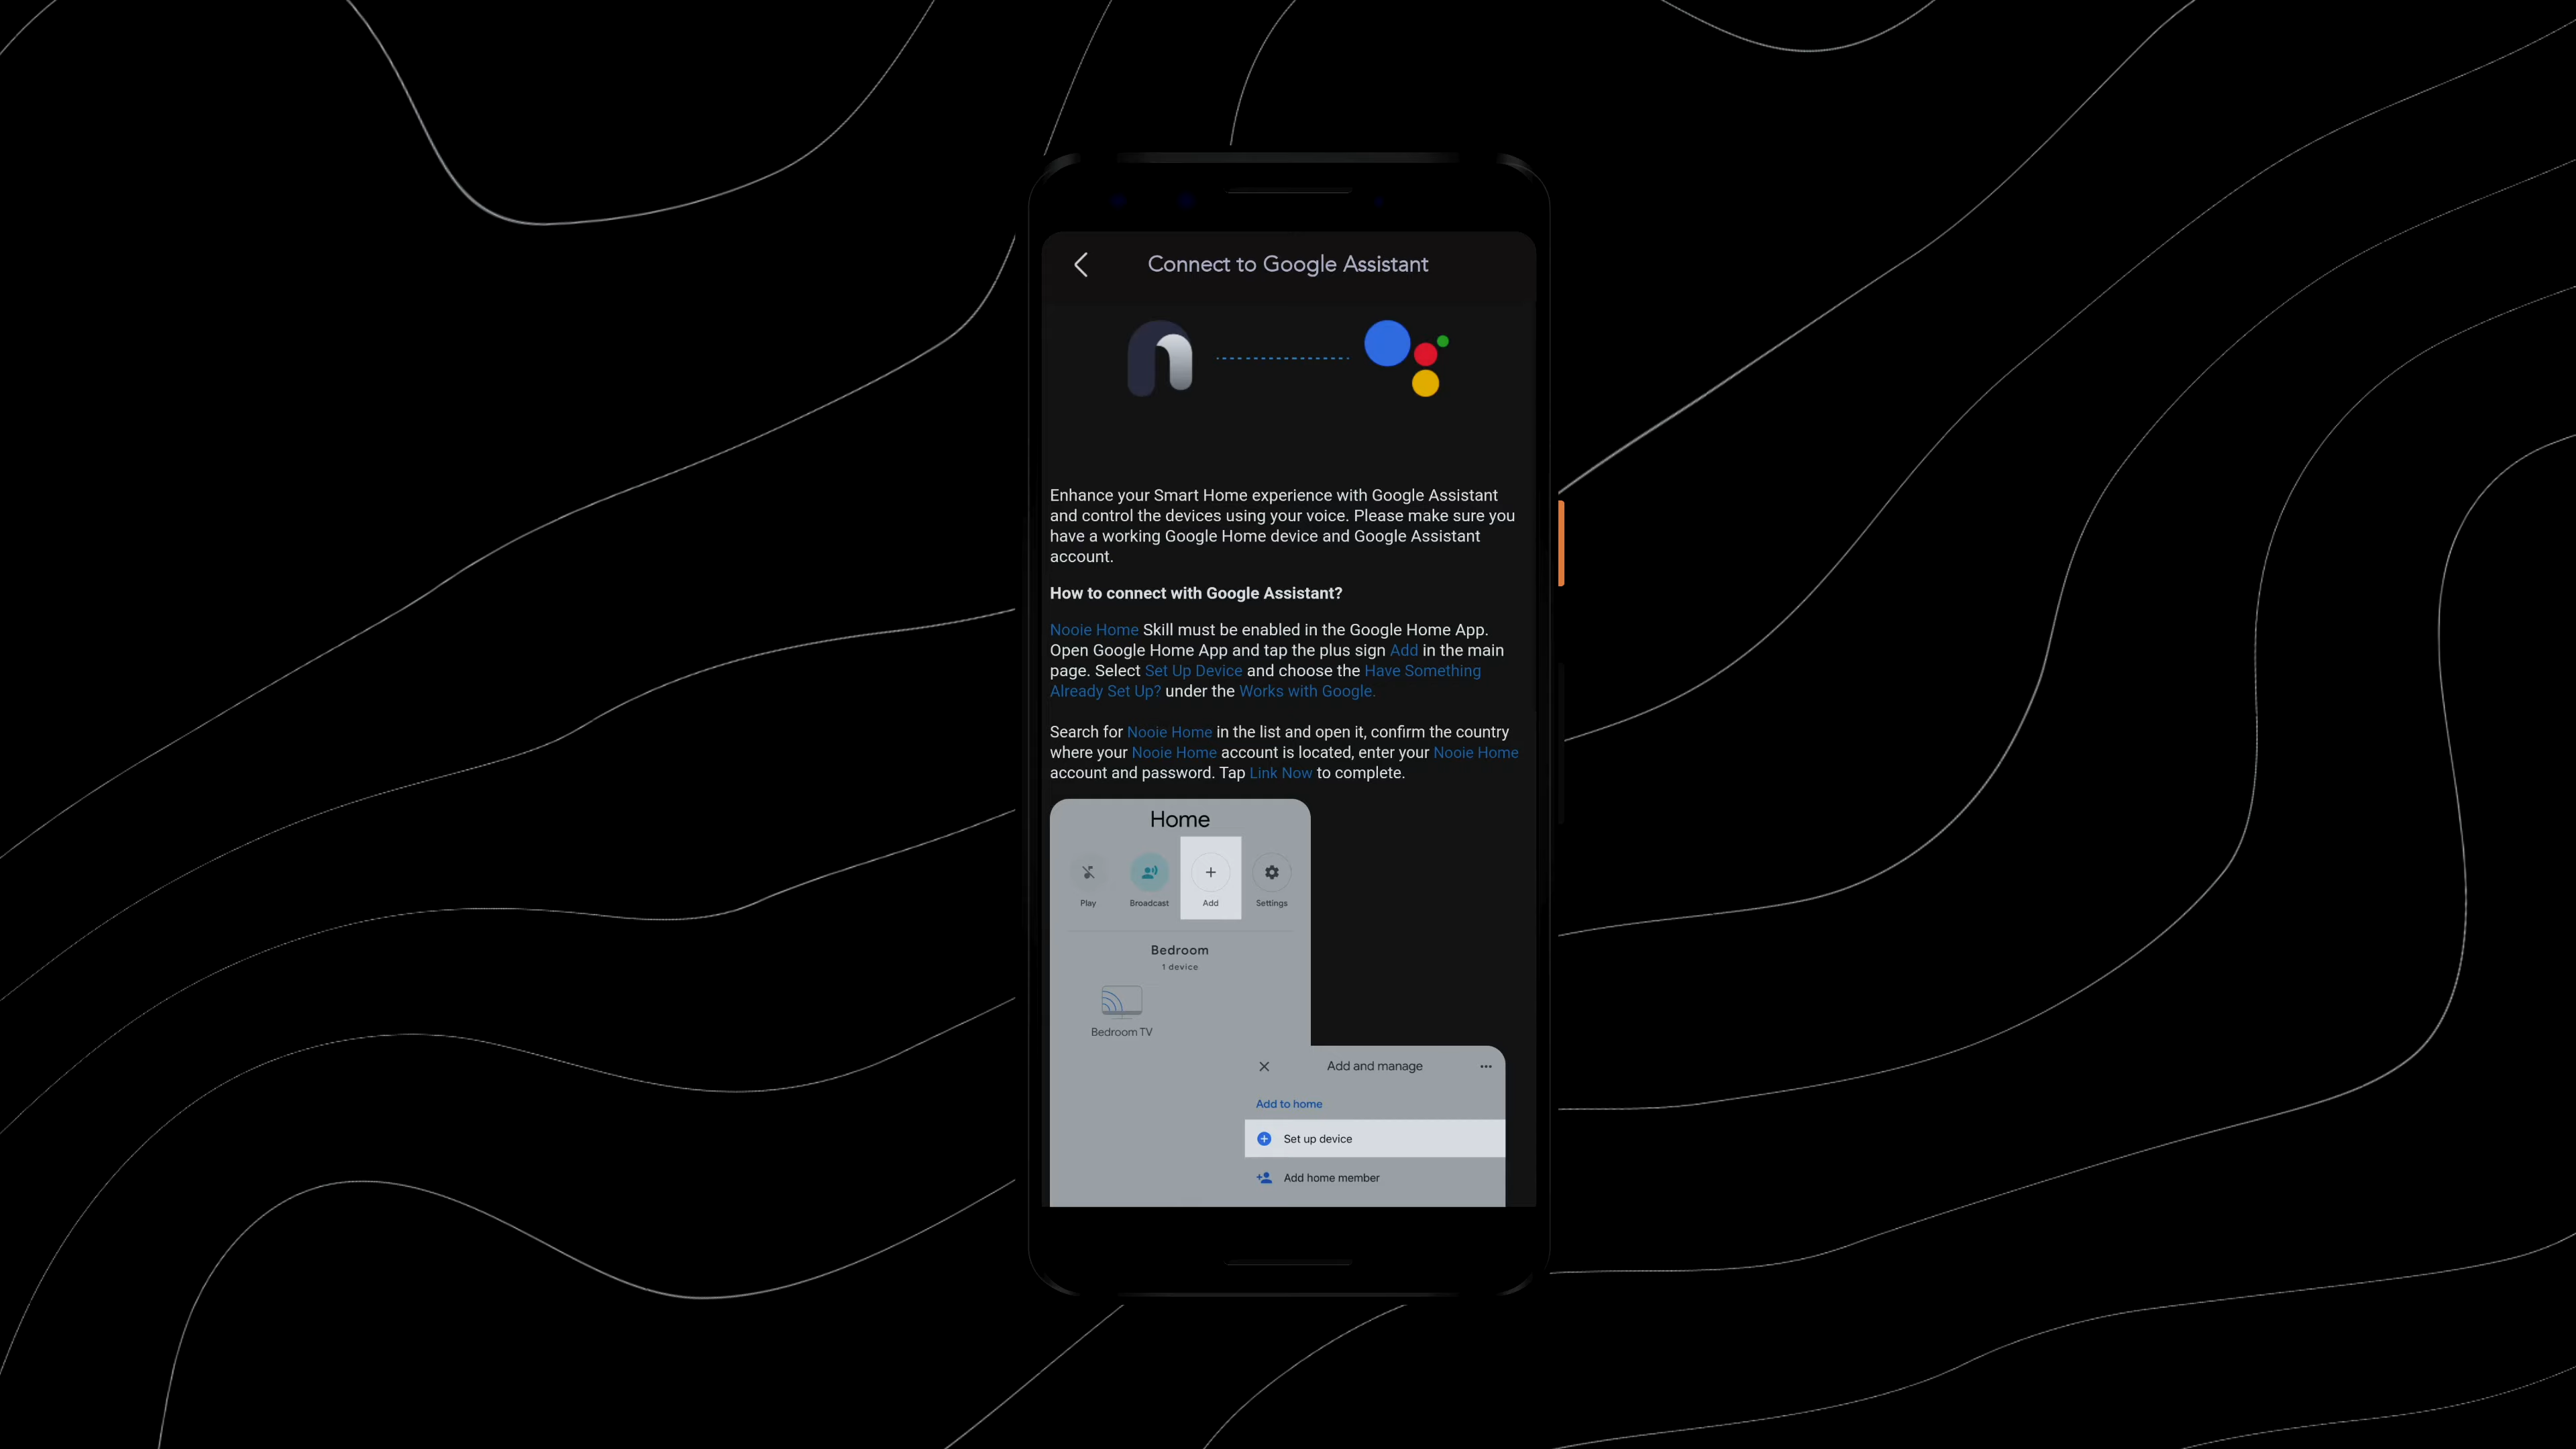 Connect to Google Assistant
Enhance your Smart Home experience with Google Assistant
and control the devices using your voice. Please make sure you
have a working Google Home device and Google Assistant
account.
How to connect with Google Assistant?
Nooie Home Skill must be enabled in the Google Home App.
Open Google Home App and tap the plus sign Add in the main
page. Select Set Up Device and choose the Have Something
Already Set Up? under the Works with Google.
Search for Nooie Home in the list and open it, confirm the country
where your Nooie Home account is located, enter your Nooie Home
account and password. Tap Link Now to complete.
Home
Play Broadcast Add Settings
Bedroom
1 device
Bedroom TV
Add and manage
Add to home
Set up device
Add home member